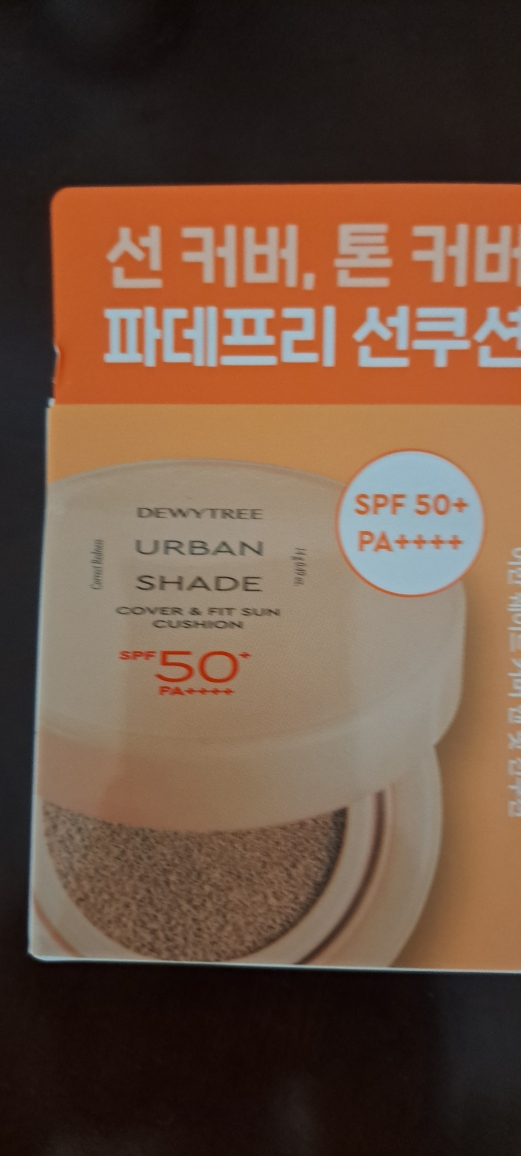 선 커버, 톤 커버
파데프리 선쿠션
SPF 50+
PA++++
DEWYTREE
URBAN
SHADE
COVER & FIT SUN
CUSHION
SPF 50+
PA++++